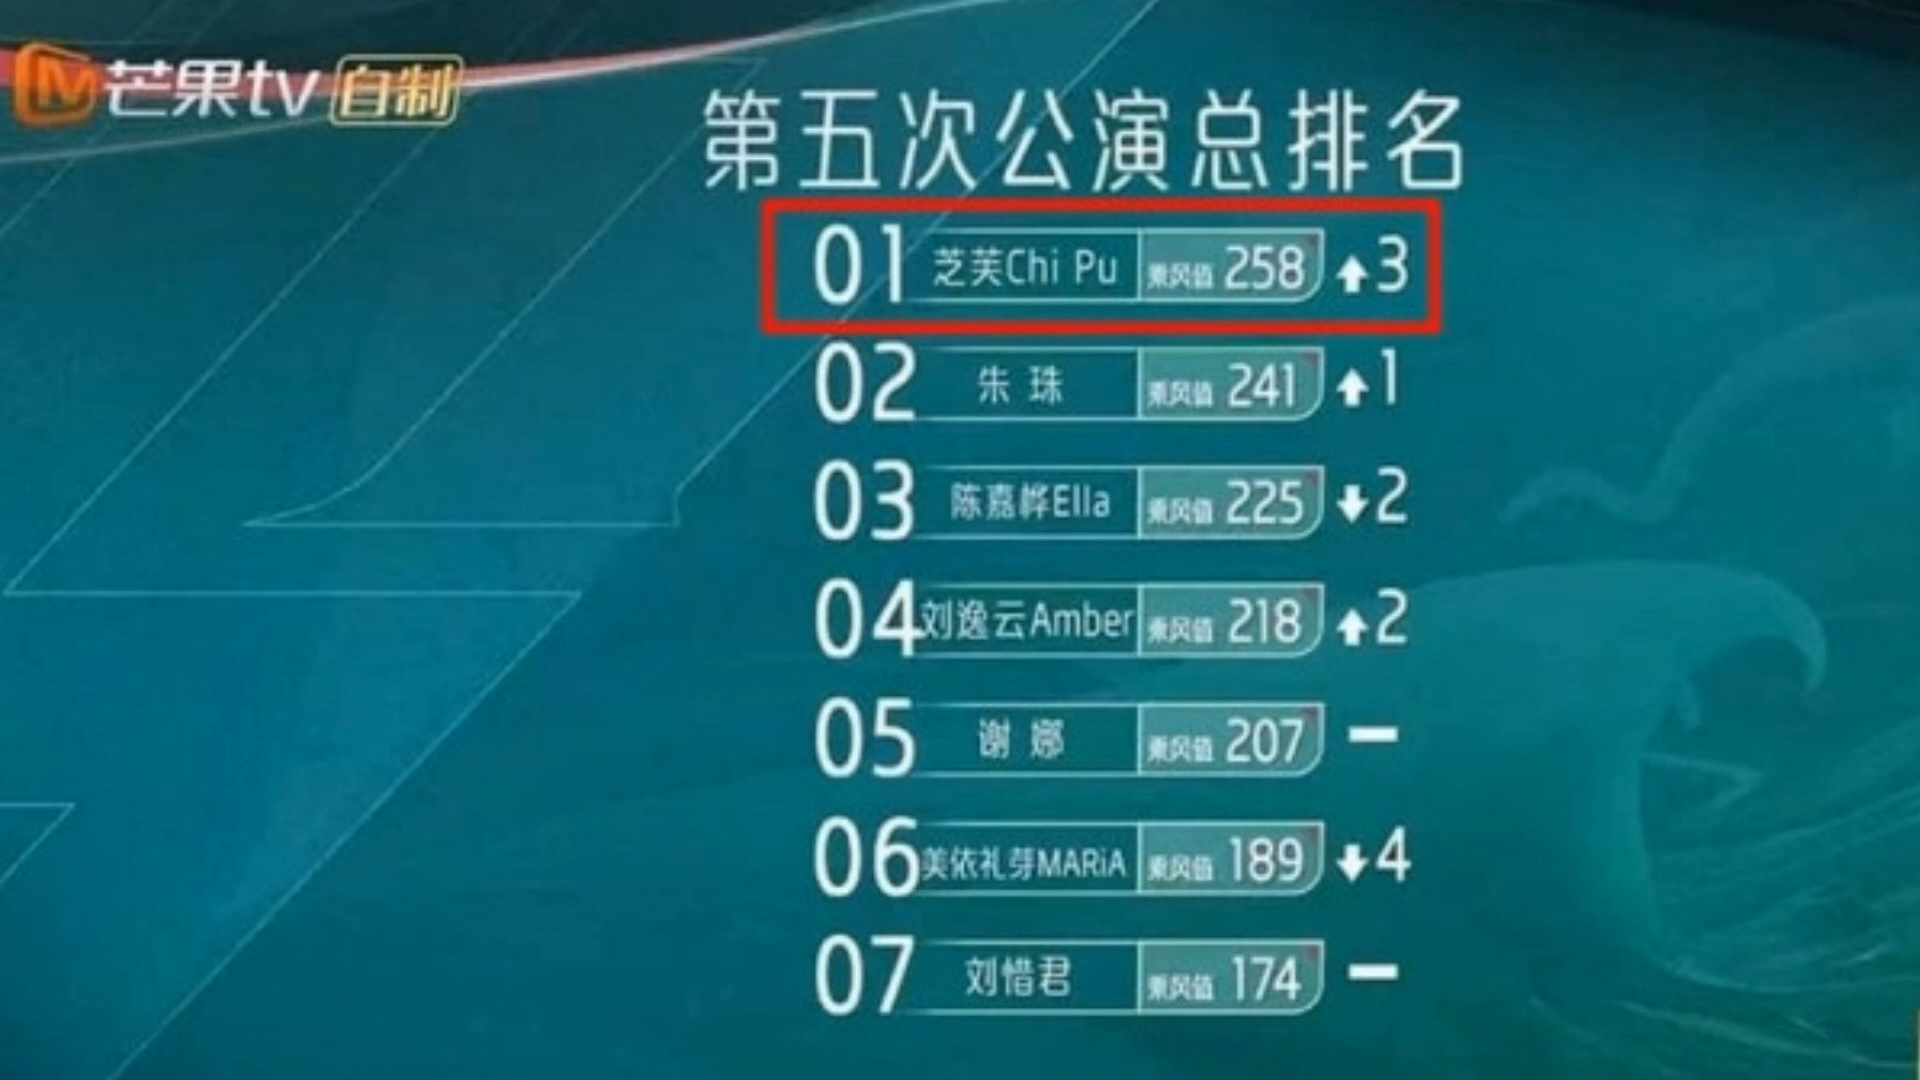 芒果tv 自制
第五次公演总排名
01 芝芙Chi Pu 乘风值 258 ↑3
02 朱珠 乘风值 241 ↑1
03 陈嘉桦Ella 乘风值 225 ↓2
04 刘逸云Amber 乘风值 218 ↑2
05 谢娜 乘风值 207 —
06 美依礼芽MARiA 乘风值 189 ↓4
07 刘惜君 乘风值 174 —